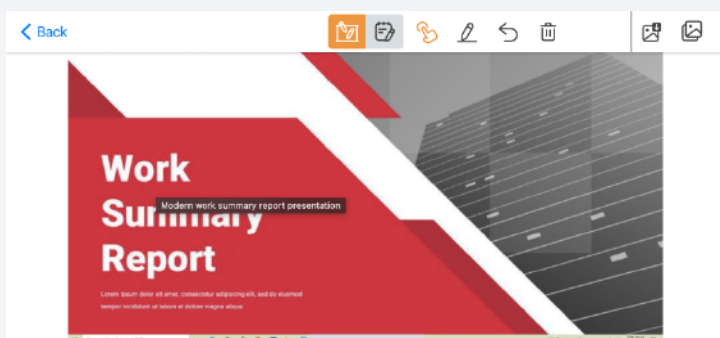 Back
Work
Summary
Modern work summary report presentation
Report
Lorem ipsum dolor sit amet, consectetur adipiscing elit, sed do eiusmod
tempor incididunt ut labore et dolore magna aliqua.